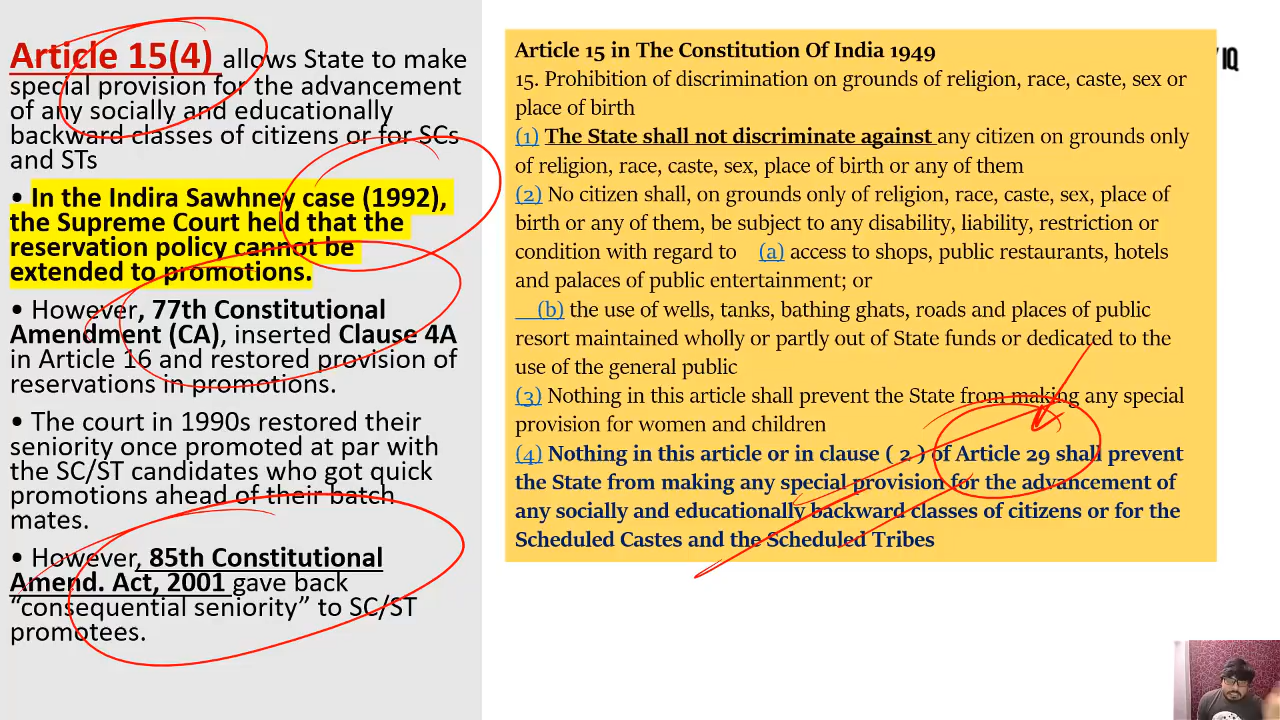 Article 15(4) allows State to make
special provision for the advancement
of any socially and educationally
backward classes of citizens or for SCs
and STs
• In the Indira Sawhney case (1992),
the Supreme Court held that the
reservation policy cannot be
extended to promotions.
• However, 77th Constitutional
Amendment (CA), inserted Clause 4A
in Article 16 and restored provision of
reservations in promotions.
• The court in 1990s restored their
seniority once promoted at par with
the SC/ST candidates who got quick
promotions ahead of their batch
mates.
• However, 85th Constitutional
Amend. Act, 2001 gave back
“consequential seniority” to SC/ST
promotees.
Article 15 in The Constitution Of India 1949
15. Prohibition of discrimination on grounds of religion, race, caste, sex or
place of birth
(1) The State shall not discriminate against any citizen on grounds only
of religion, race, caste, sex, place of birth or any of them
(2) No citizen shall, on grounds only of religion, race, caste, sex, place of
birth or any of them, be subject to any disability, liability, restriction or
condition with regard to (a) access to shops, public restaurants, hotels
and palaces of public entertainment; or
(b) the use of wells, tanks, bathing ghats, roads and places of public
resort maintained wholly or partly out of State funds or dedicated to the
use of the general public
(3) Nothing in this article shall prevent the State from making any special
provision for women and children
(4) Nothing in this article or in clause ( 2 ) of Article 29 shall prevent
the State from making any special provision for the advancement of
any socially and educationally backward classes of citizens or for the
Scheduled Castes and the Scheduled Tribes
IQ